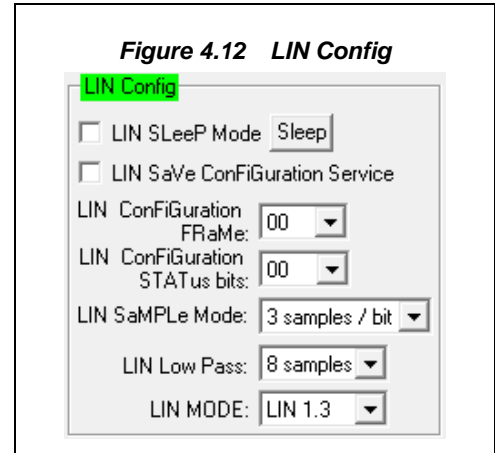 Figure 4.12 LIN Config
LIN Config
LIN SLeeP Mode Sleep
LIN SaVe ConFiGuration Service
LIN ConFiGuration
FRaMe: 00
LIN ConFiGuration
STATus bits: 00
LIN SaMPLe Mode: 3 samples / bit
LIN Low Pass: 8 samples
LIN MODE: LIN 1.3